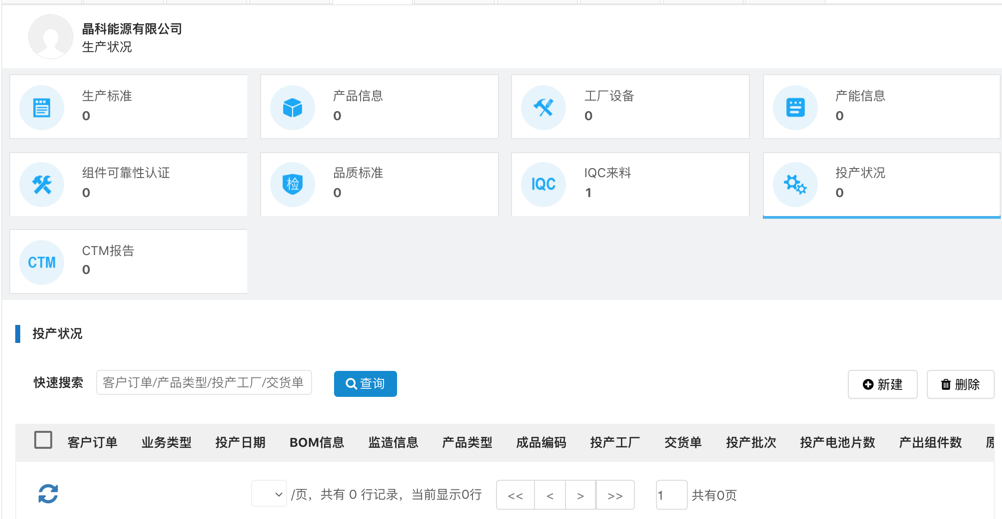 晶科能源有限公司
生产状况
生产标准
0
产品信息
0
工厂设备
0
产能信息
0
组件可靠性认证
0
检
品质标准
0
IQC
IQC来料
1
投产状况
0
CTM
CTM报告
0
投产状况
快速搜索 客户订单/产品类型/投产工厂/交货单 查询 新建 删除
客户订单 业务类型 投产日期 BOM信息 监造信息 产品类型 成品编码 投产工厂 交货单 投产批次 投产电池片数 产出组件数
/页，共有 0 行记录，当前显示0行 << < > >> 1 共有0页